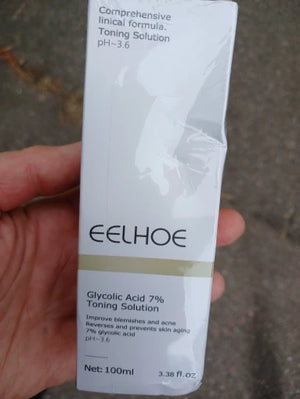 Comprehensive
linical formula.
Toning Solution
pH~3.6
EELHOE
Glycolic Acid 7%
Toning Solution
Improve blemishes and acne
Reverses and prevents skin aging
7% glycolic acid
pH~3.6
Net: 100ml
3.38 fl.oz